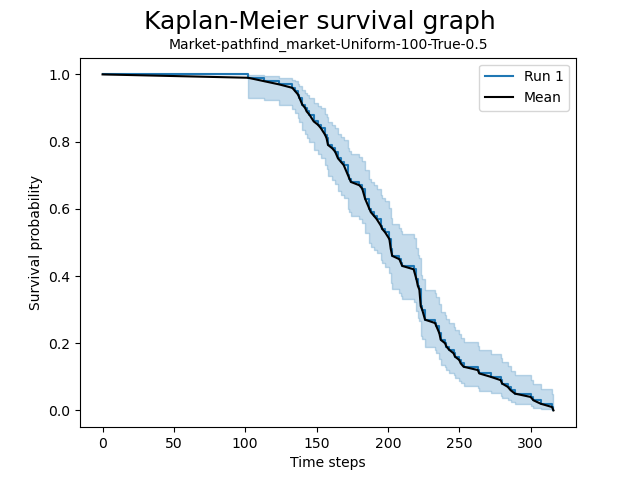 Kaplan-Meier survival graph
Market-pathfind_market-Uniform-100-True-0.5
Run 1
Mean
Survival probability
1.0
0.8
0.6
0.4
0.2
0.0
0 50 100 150 200 250 300
Time steps